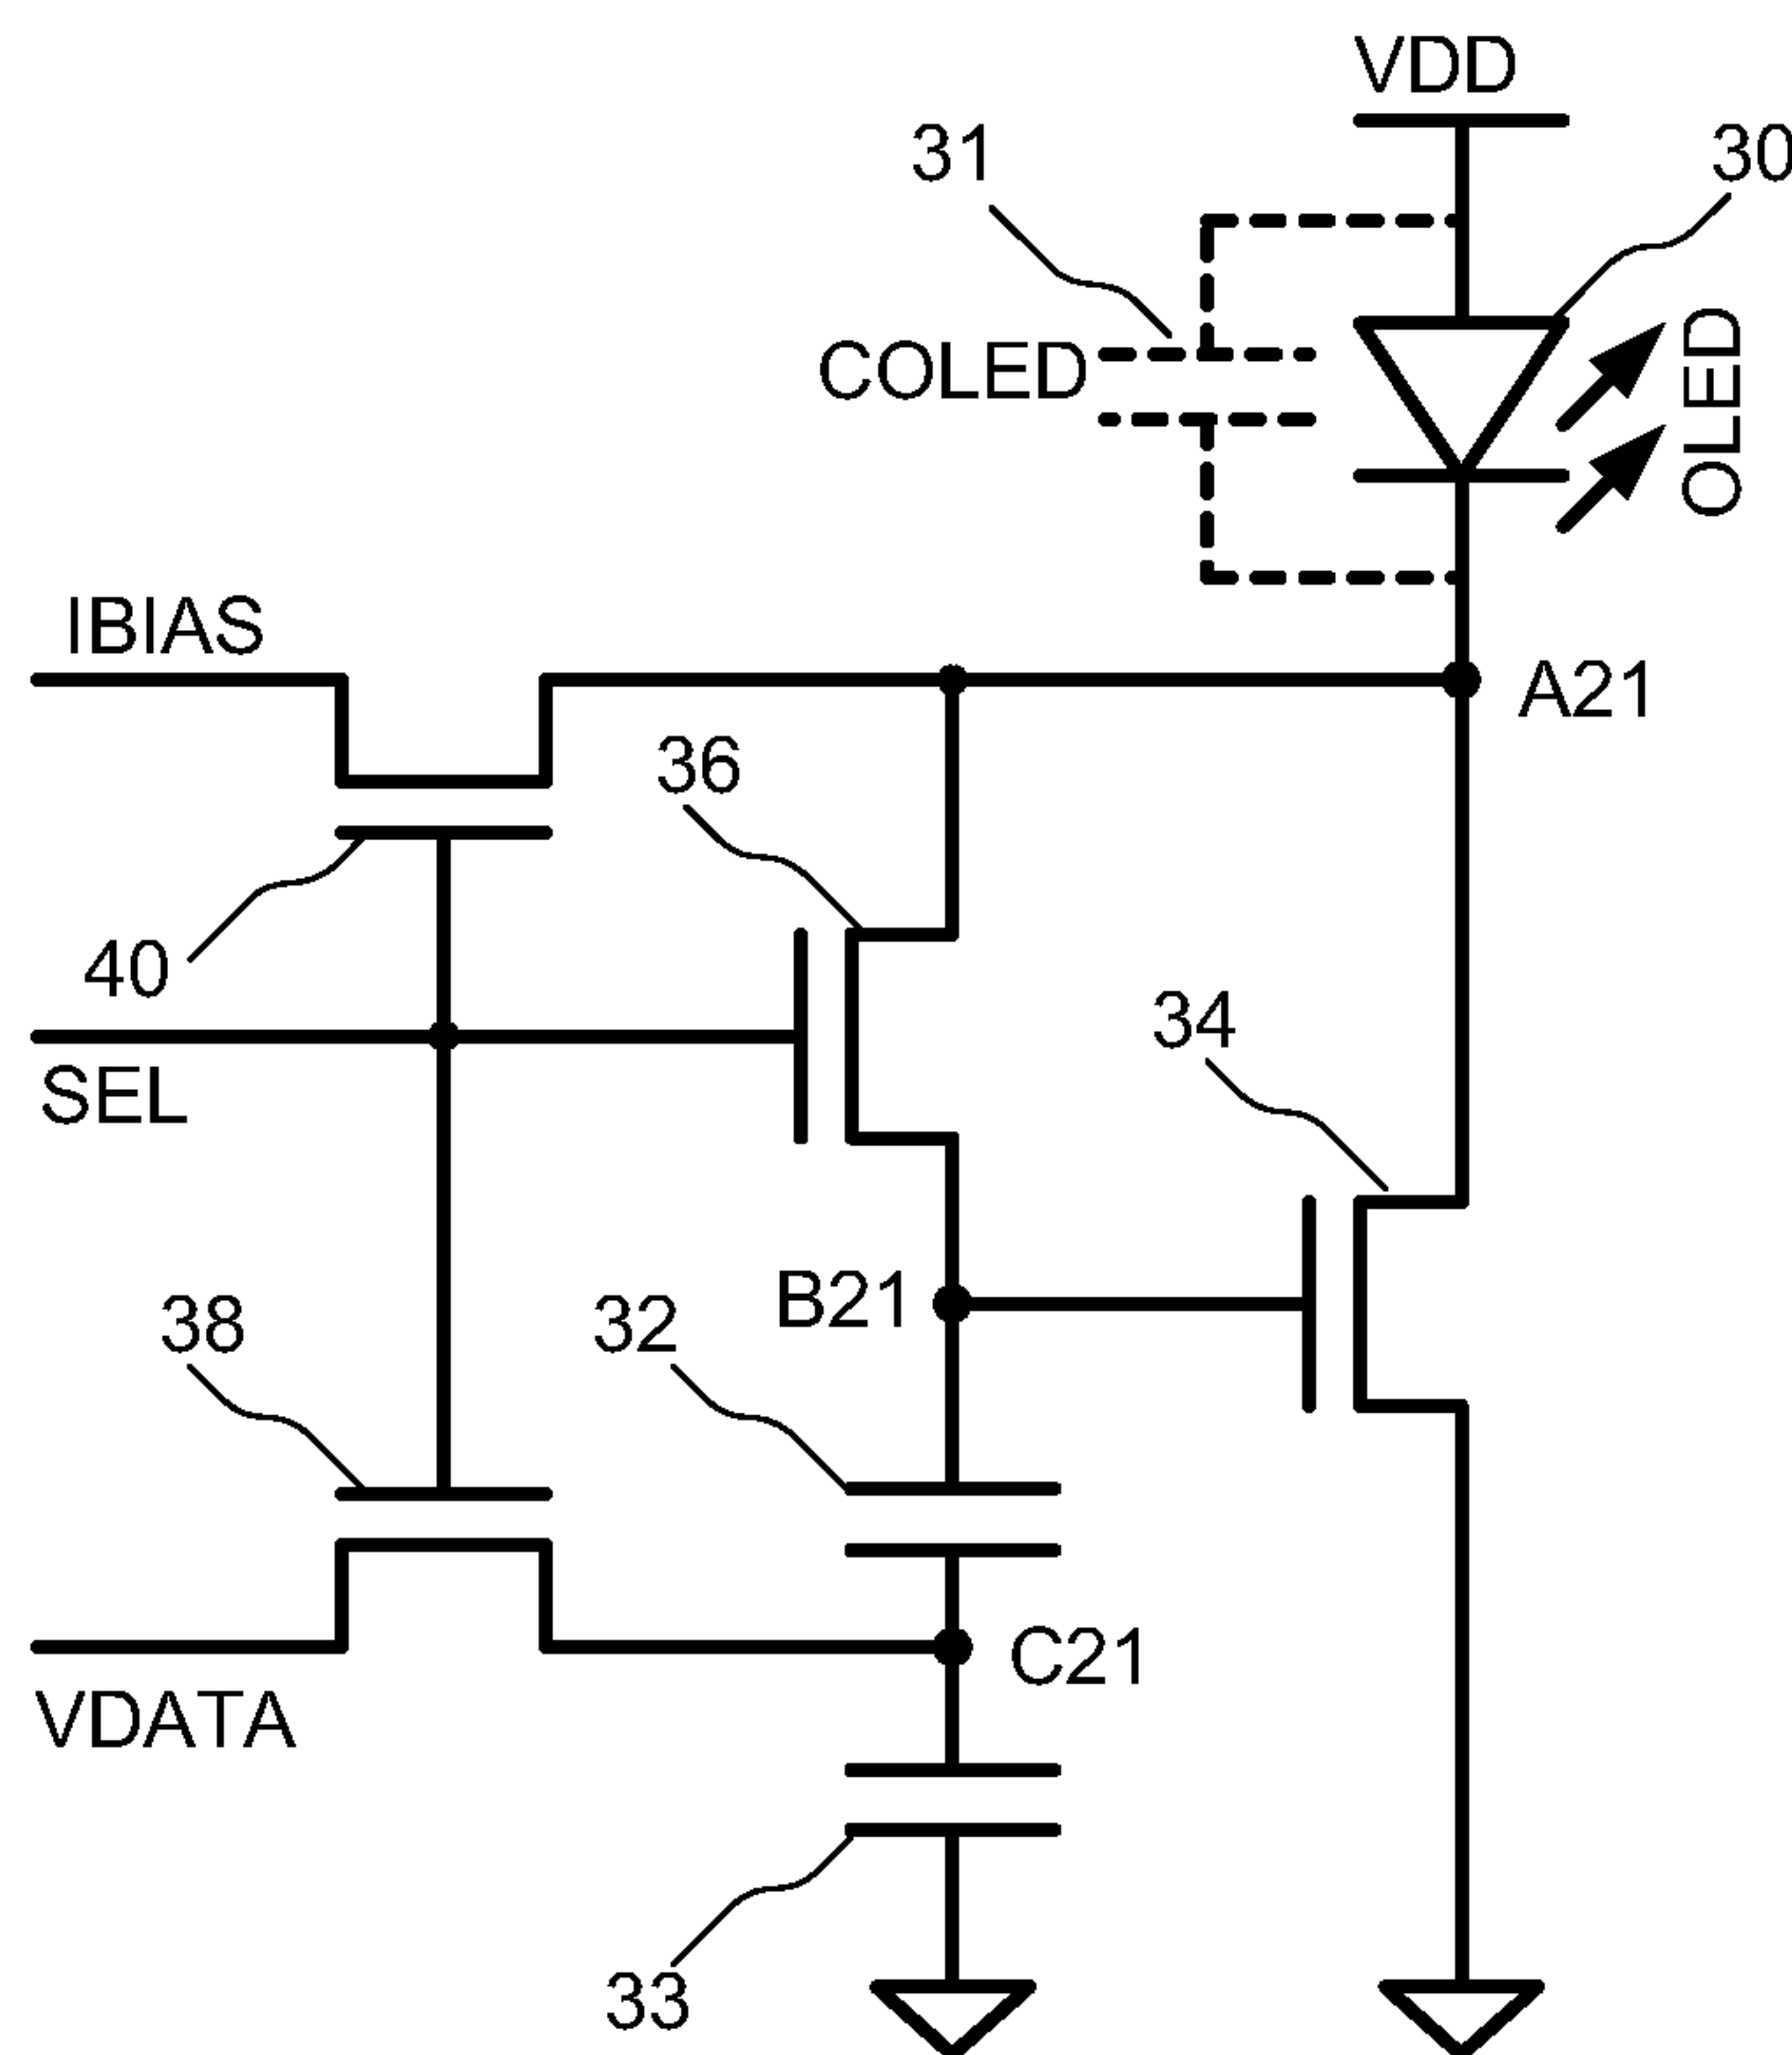 VDD
31
30
COLED
OLED
IBIAS
A21
36
40
34
SEL
B21
38
32
C21
VDATA
33